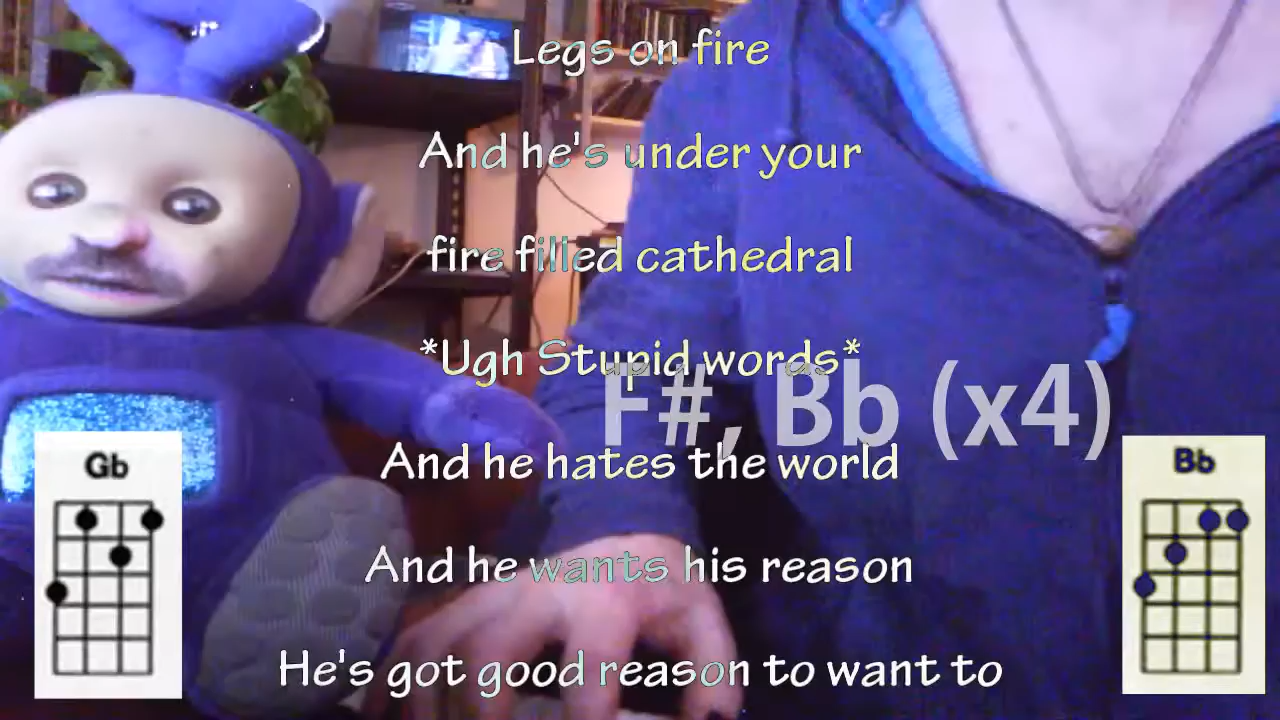 Legs on fire
And he's under your
fire filled cathedral
*Ugh Stupid words*
F#, Bb (x4)
And he hates the world
And he wants his reason
He's got good reason to want to
Gb
Bb